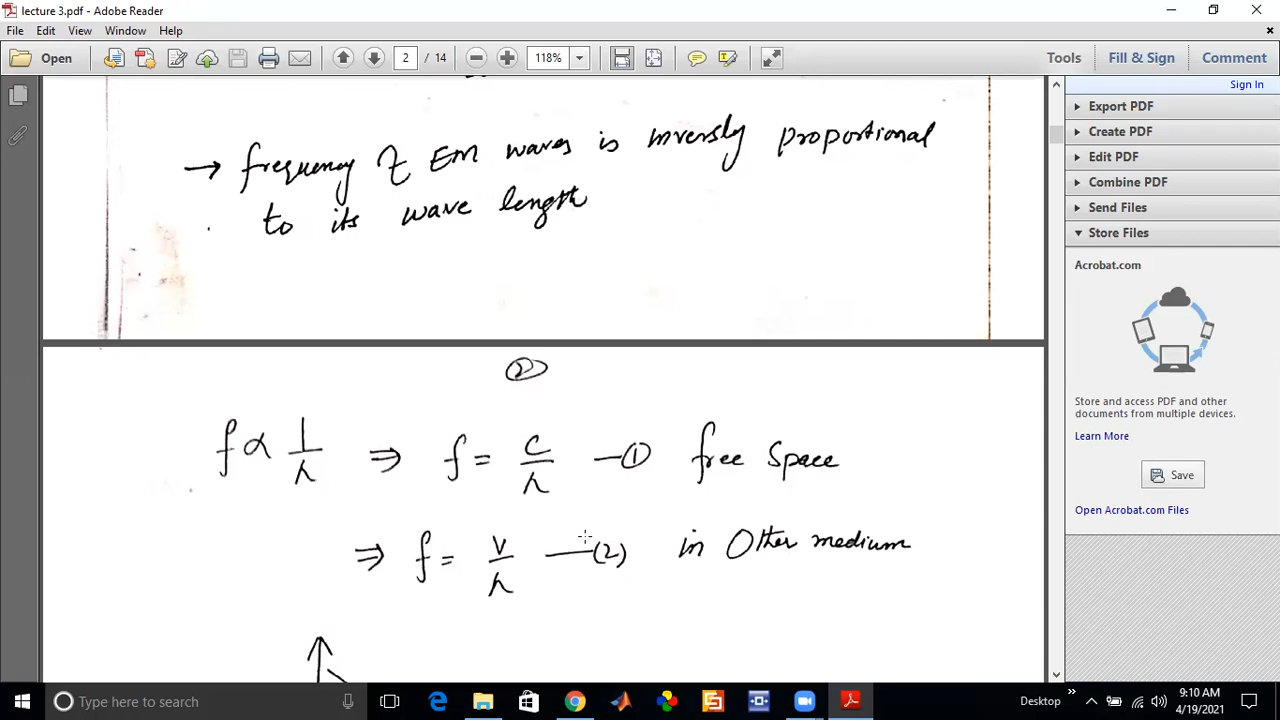 lecture 3.pdf - Adobe Reader
File Edit View Window Help
Open 2 / 14 118% Tools Fill & Sign Comment
Sign In
→ frequency of EM waves is inversly proportional
to its wave length
②
f ∝ 1/λ ⇒ f = c/λ —① free space
⇒ f = v/λ —(2) in Other medium
Export PDF
Create PDF
Edit PDF
Combine PDF
Send Files
Store Files
Acrobat.com
Store and access PDF and other
documents from multiple devices.
Learn More
Save
Open Acrobat.com Files
Type here to search
Desktop
9:10 AM
4/19/2021